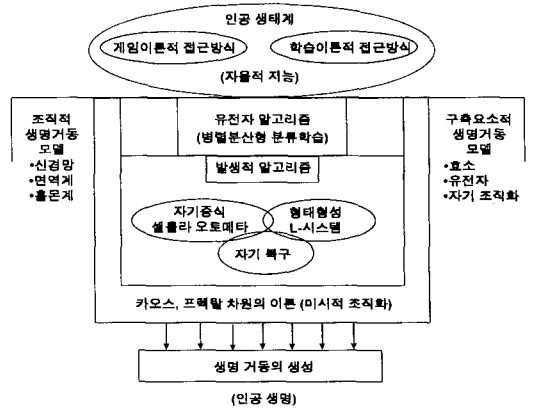 인공 생태계
게임이론적 접근방식
학습이론적 접근방식
(자율적 지능)
조직적
생명거동
모델
•신경망
•면역계
•홀몬계
유전자 알고리즘
(병렬분산형 분류학습)
발생적 알고리즘
자기증식
셀룰라 오토메타
형태형성
L-시스템
자기 복구
구축요소적
생명거동
모델
•효소
•유전자
•자기 조직화
카오스, 프랙탈 차원의 이론 (미시적 조직화)
생명 거동의 생성
(인공 생명)